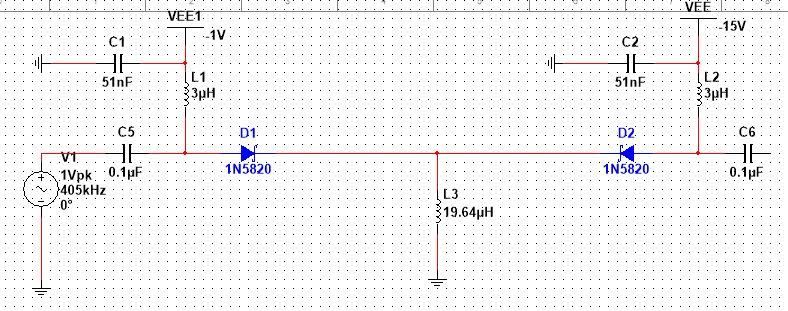 VEE1
-1V
C1
51nF
L1
3µH
C5
0.1µF
D1
1N5820
V1
1Vpk
405kHz
0°
L3
19.64µH
VEE
-15V
C2
51nF
L2
3µH
D2
1N5820
C6
0.1µF